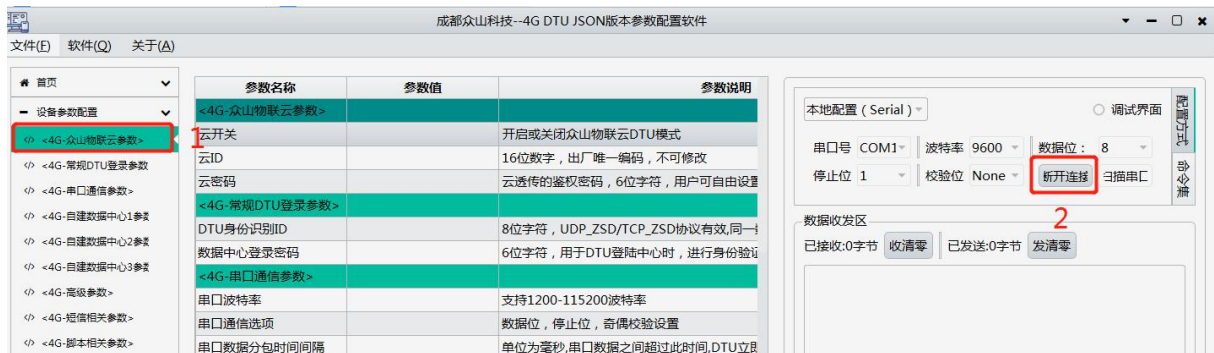 成都众山科技--4G DTU JSON版本参数配置软件
文件(F) 软件(Q) 关于(A)
首页
设备参数配置
</> <4G-众山物联云参数>
</> <4G-常规DTU登录参数
</> <4G-串口通信参数>
</> <4G-自建数据中心1参数
</> <4G-自建数据中心2参数
</> <4G-自建数据中心3参数
</> <4G-高级参数>
</> <4G-短信相关参数>
</> <4G-脚本相关参数>
1
参数名称 参数值 参数说明
<4G-众山物联云参数>
云开关 开启或关闭众山物联云DTU模式
云ID 16位数字，出厂唯一编码，不可修改
云密码 云透传的鉴权密码，6位字符，用户可自由设置
<4G-常规DTU登录参数>
DTU身份识别ID 8位字符，UDP_ZSD/TCP_ZSD协议有效,同一
数据中心登录密码 6位字符，用于DTU登陆中心时，进行身份验证
<4G-串口通信参数>
串口波特率 支持1200-115200波特率
串口通信选项 数据位，停止位，奇偶校验设置
串口数据分包时间间隔 单位为毫秒,串口数据之间超过此时间,DTU立即
本地配置 ( Serial ) 调试界面
串口号 COM1 波特率 9600 数据位： 8
停止位 1 校验位 None 断开连接 扫描串口
2
配置方式
命令集
数据收发区
已接收:0字节 收清零 已发送:0字节 发清零